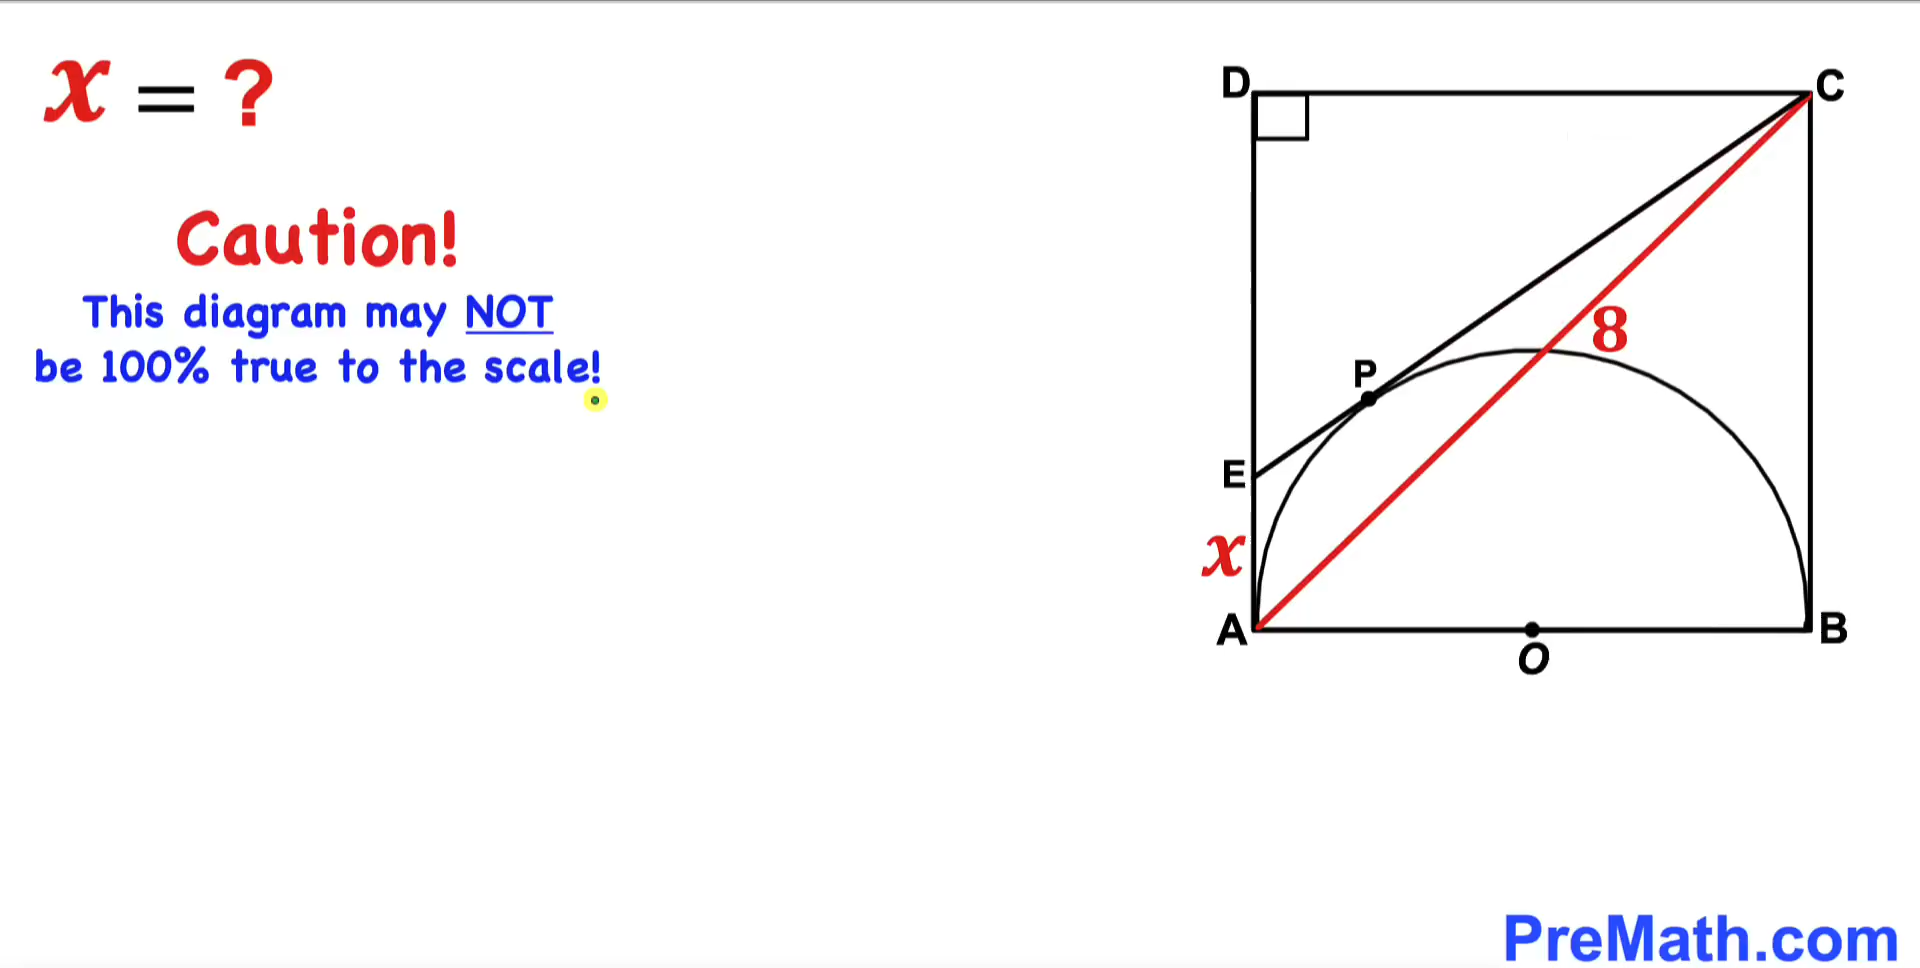 x = ?
Caution!
This diagram may NOT
be 100% true to the scale!
D
C
8
P
E
x
A
B
O
PreMath.com